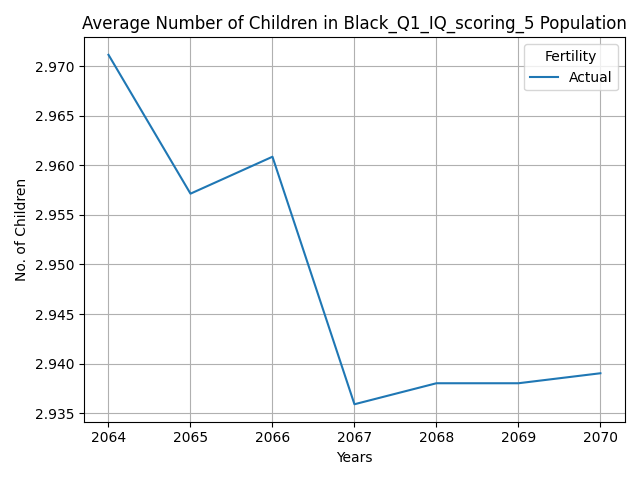 Average Number of Children in Black_Q1_IQ_scoring_5 Population
Fertility
Actual
No. of Children
2.970
2.965
2.960
2.955
2.950
2.945
2.940
2.935
2064 2065 2066 2067 2068 2069 2070
Years